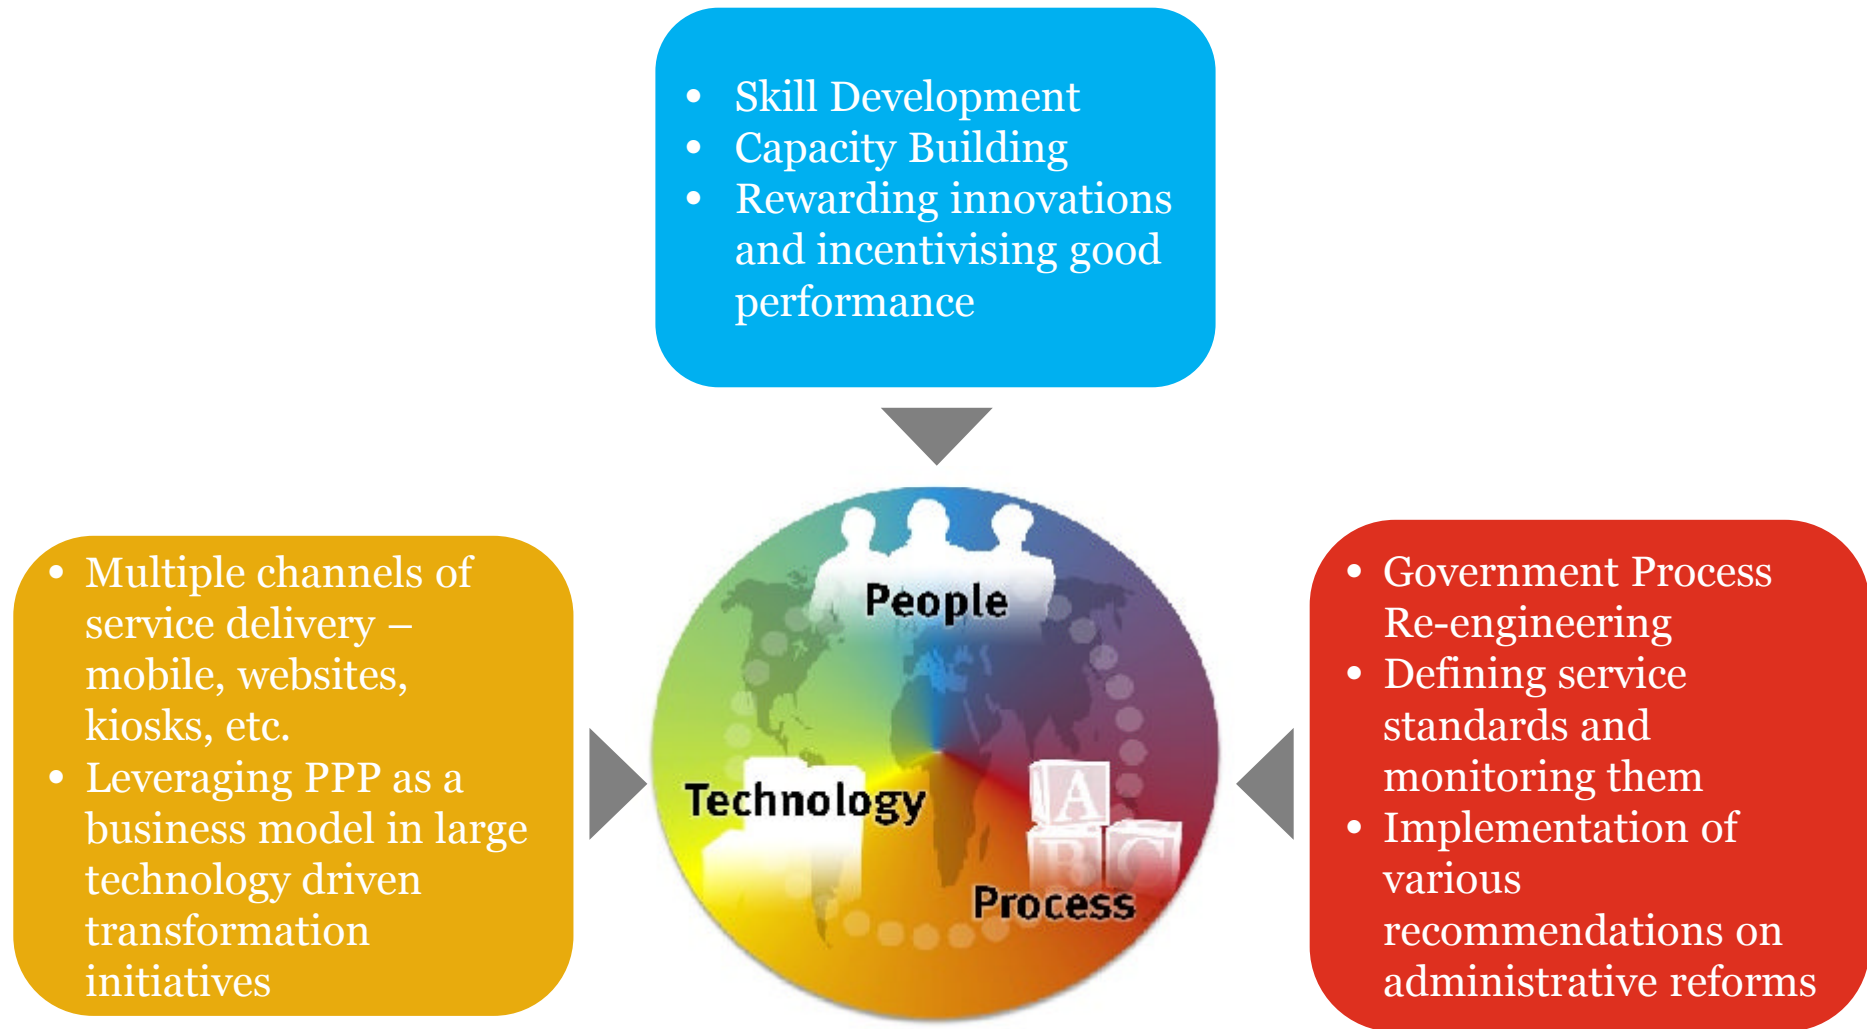 • Skill Development
• Capacity Building
• Rewarding innovations
and incentivising good
performance
• Multiple channels of
service delivery –
mobile, websites,
kiosks, etc.
• Leveraging PPP as a
business model in large
technology driven
transformation
initiatives
People
Technology
A
B C
Process
• Government Process
Re-engineering
• Defining service
standards and
monitoring them
• Implementation of
various
recommendations on
administrative reforms